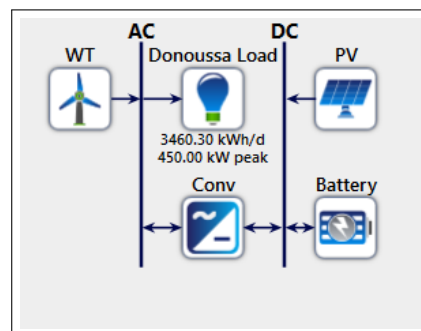 AC DC
WT Donoussa Load PV
3460.30 kWh/d
450.00 kW peak
Conv Battery